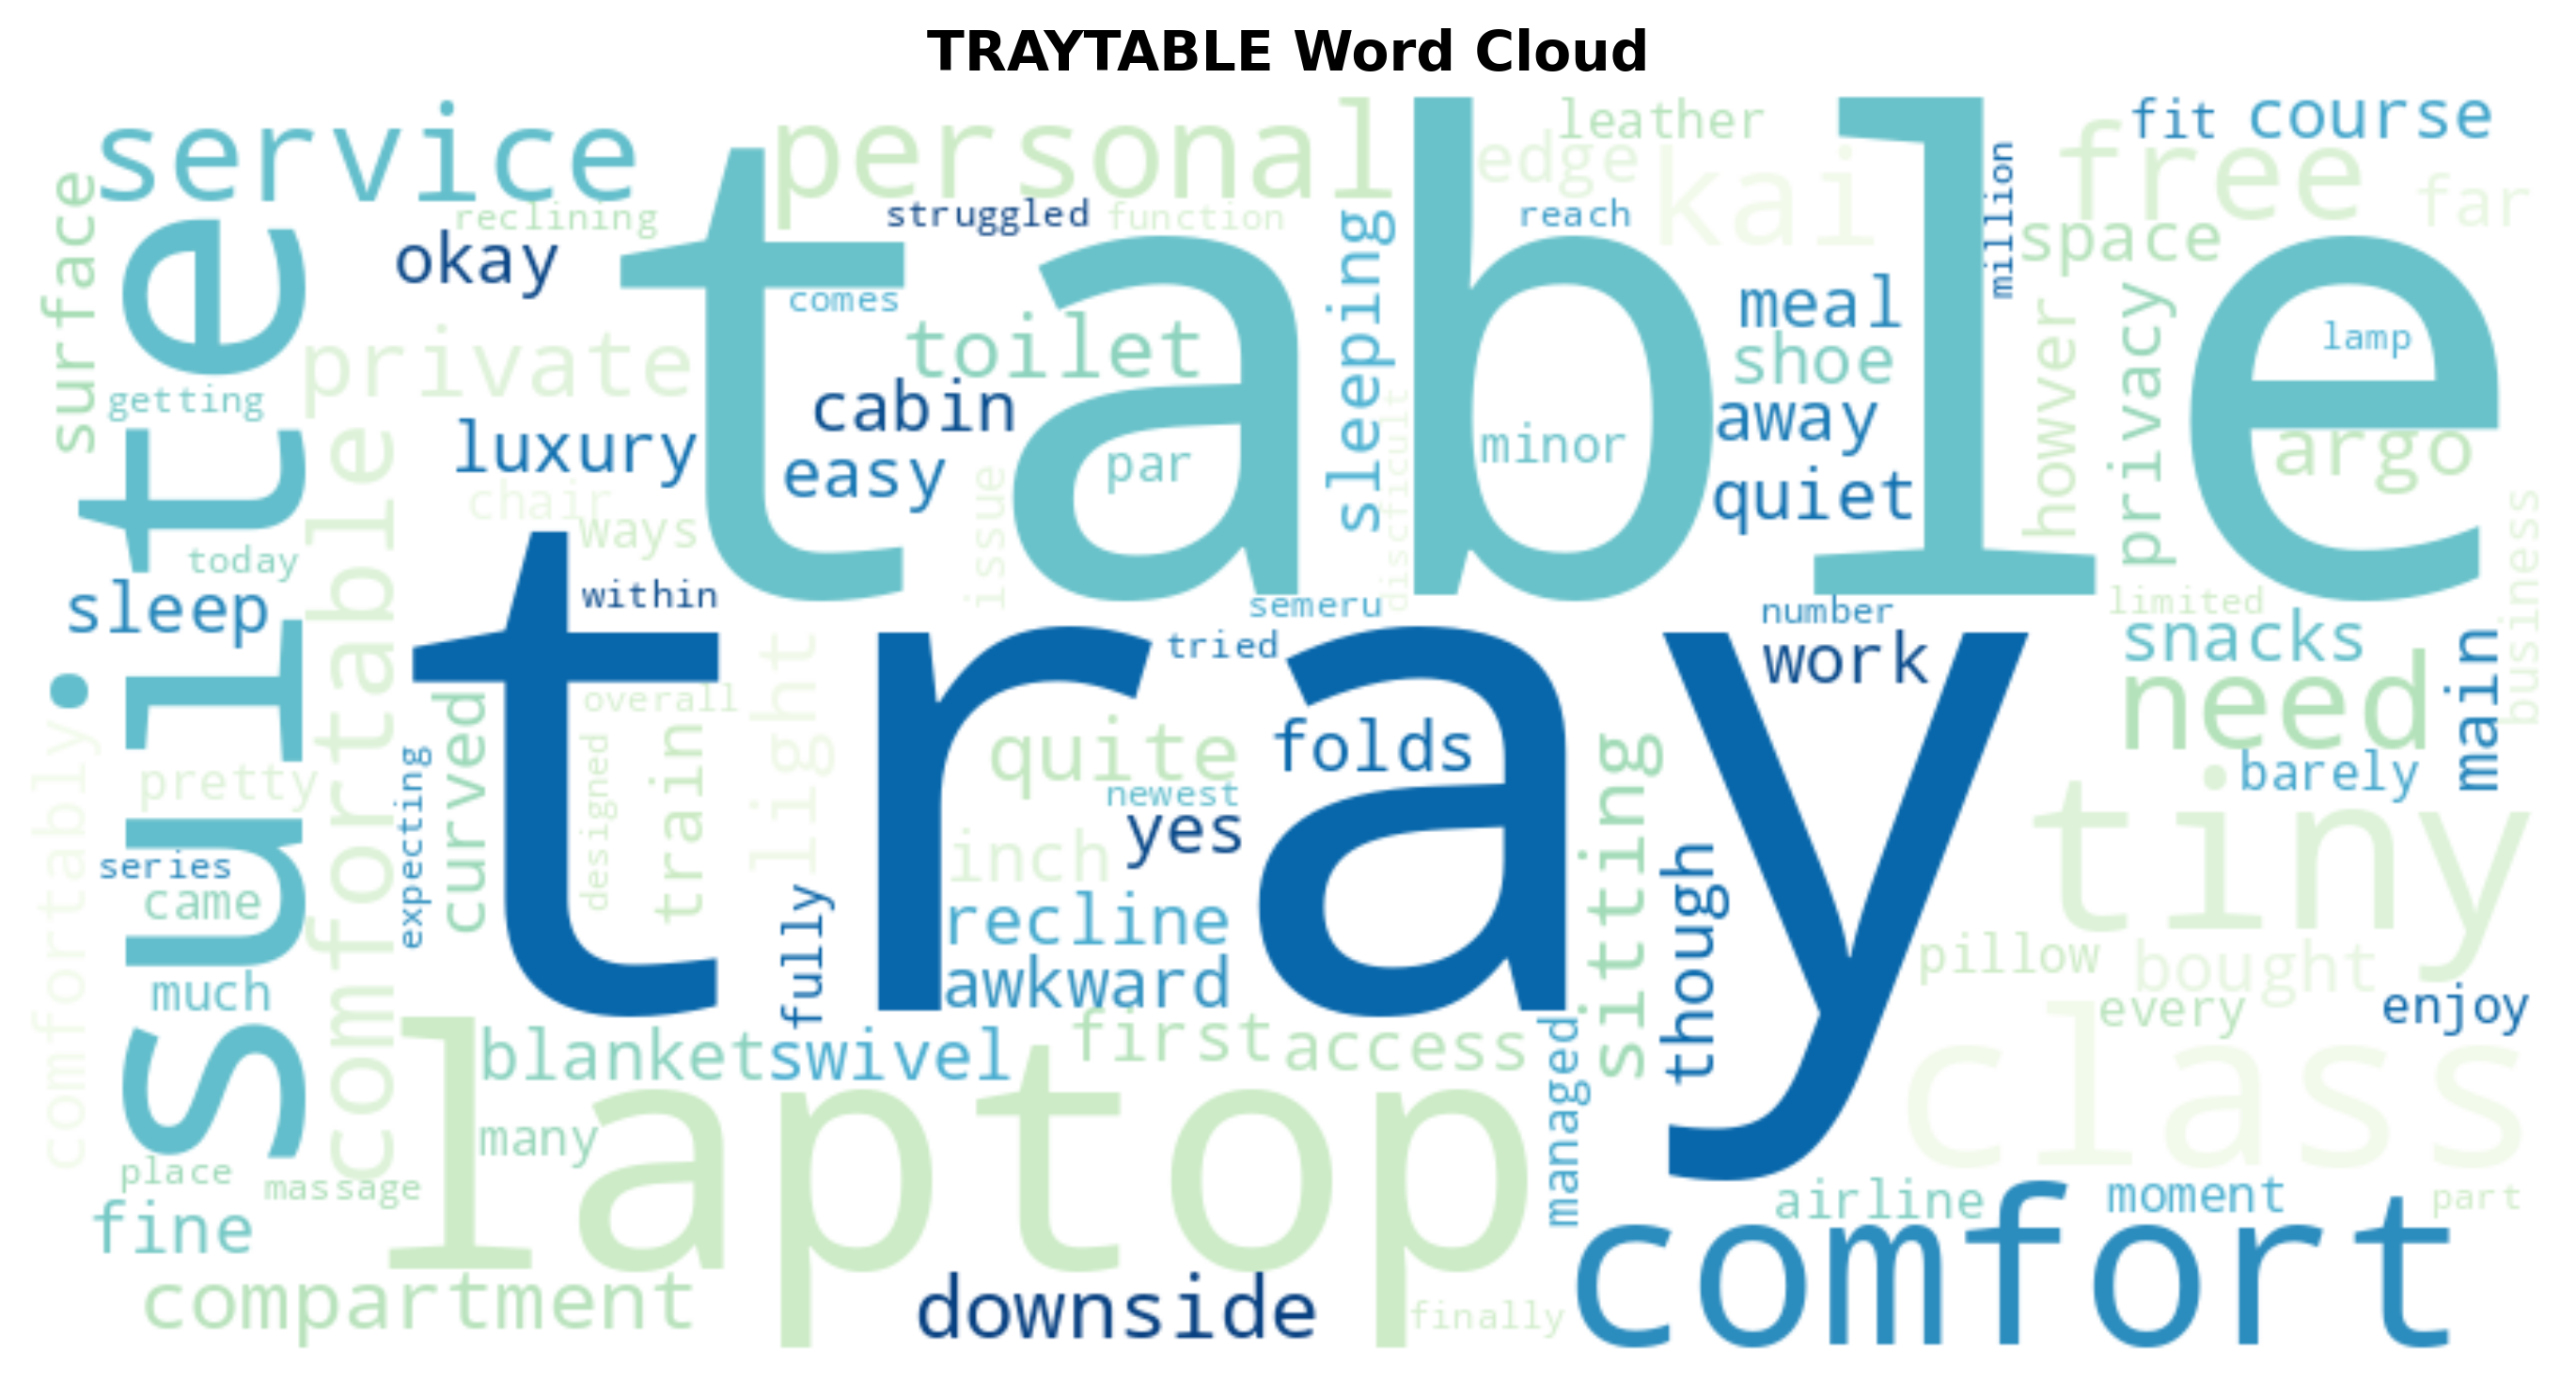 TRAYTABLE Word Cloud
service
personal
leather
fit
course
edge
kai
free
far
surface
reclining
struggled
function
reach
million
space
okay
table
comes
sleeping
meal
lamp
suite
private
toilet
shoe
however
privacy
getting
cabin
away
luxury
easy
par
minor
argo
chair
ways
issue
discficult
quiet
business
today
comfortable
sleep
within
semeru
number
limited
tray
tried
work
snacks
overall
light
need
main
curved
train
quite
folds
sitting
pretty
expecting
designed
newest
barely
comfortably
yes
tiny
series
inch
though
came
fully
recline
pillow
bought
much
awkward
every
enjoy
blanket
swivel
first
access
managed
class
laptop
many
place
massage
airline
moment
part
fine
comfort
compartment
downside
finally